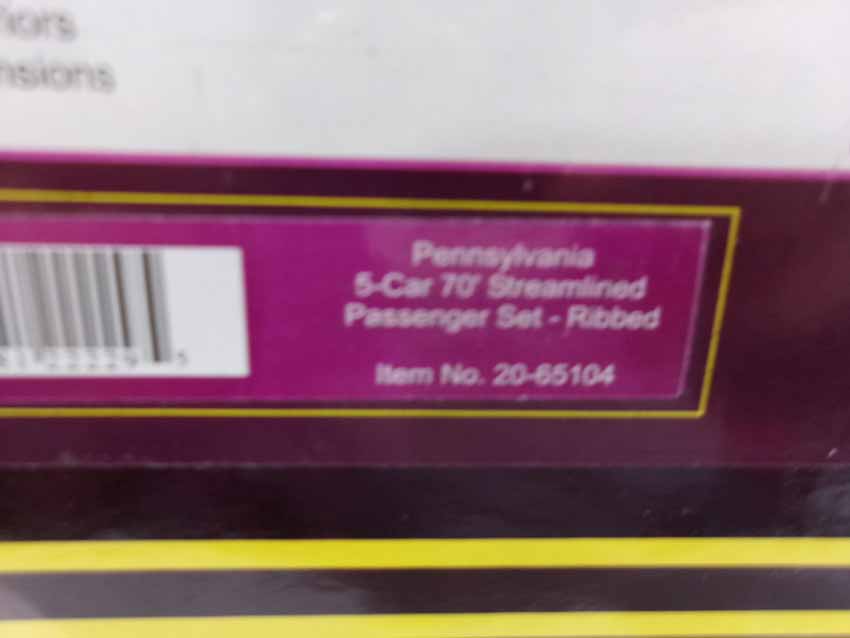 Pennsylvania
5-Car 70' Streamlined
Passenger Set - Ribbed
Item No. 20-65104